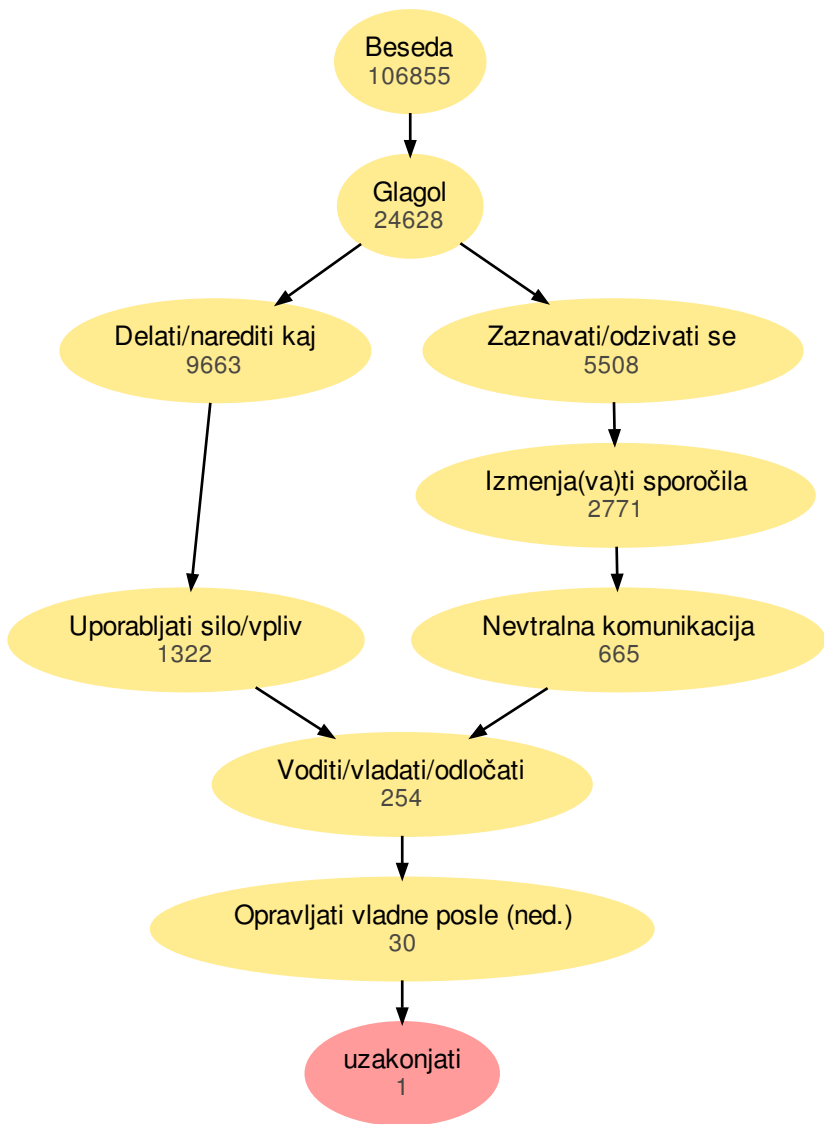 Beseda
106855
Glagol
24628
Delati/narediti kaj
9663
Zaznavati/odzivati se
5508
Izmenja(va)ti sporočila
2771
Uporabljati silo/vpliv
1322
Nevtralna komunikacija
665
Voditi/vladati/odločati
254
Opravljati vladne posle (ned.)
30
uzakonjati
1